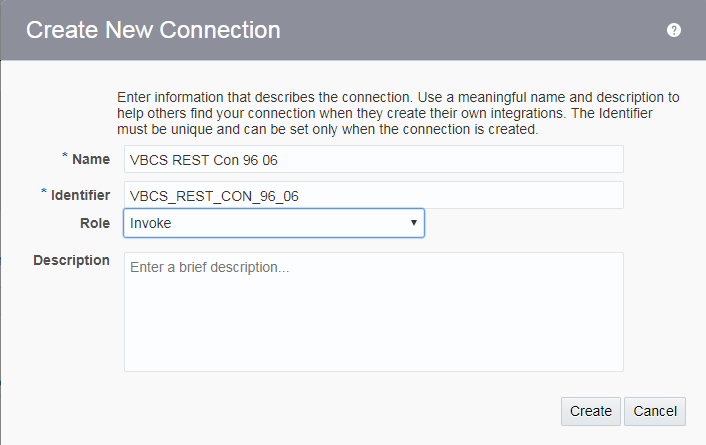 Create New Connection
?
Enter information that describes the connection. Use a meaningful name and description to
help others find your connection when they create their own integrations. The Identifier
must be unique and can be set only when the connection is created.
* Name VBCS REST Con 96 06
* Identifier VBCS_REST_CON_96_06
Role Invoke
Description Enter a brief description...
Create Cancel